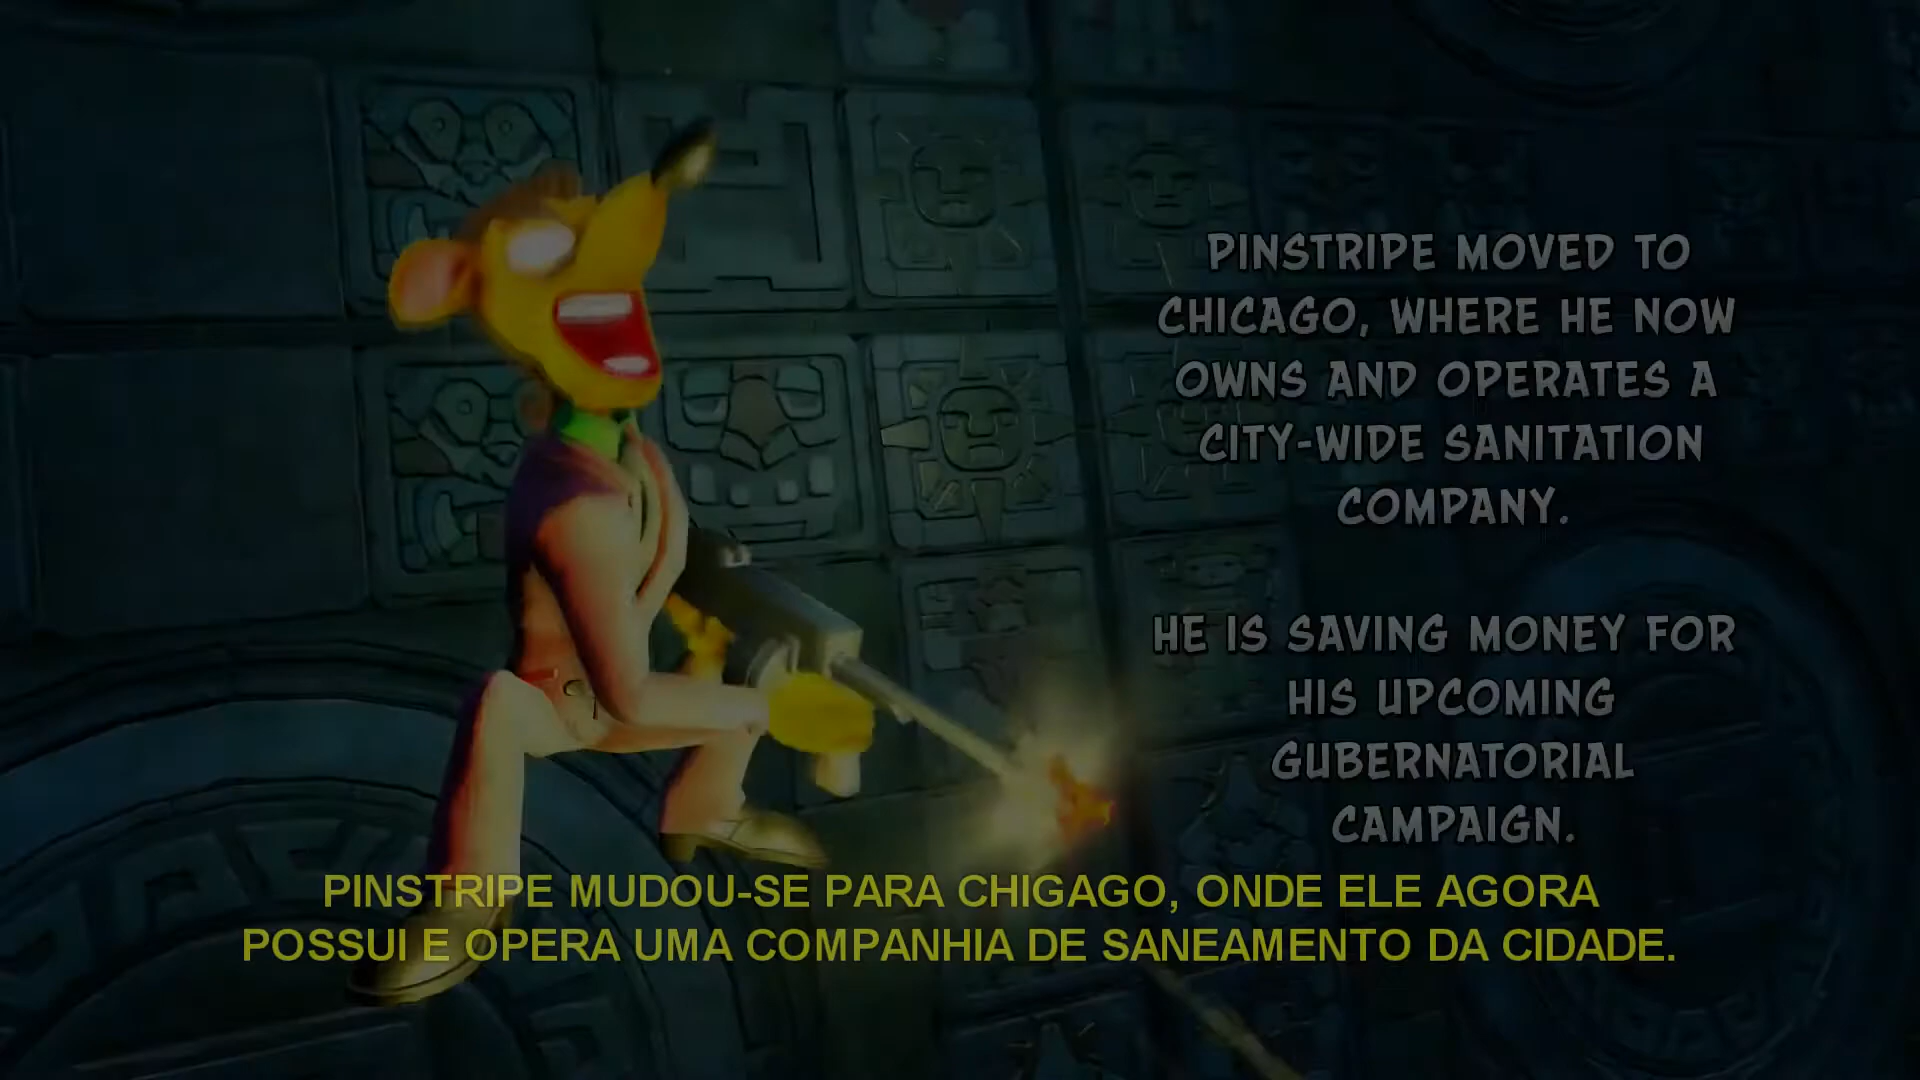 PINSTRIPE MOVED TO
CHICAGO, WHERE HE NOW
OWNS AND OPERATES A
CITY-WIDE SANITATION
COMPANY.
HE IS SAVING MONEY FOR
HIS UPCOMING
GUBERNATORIAL
CAMPAIGN.
PINSTRIPE MUDOU-SE PARA CHIGAGO, ONDE ELE AGORA
POSSUI E OPERA UMA COMPANHIA DE SANEAMENTO DA CIDADE.